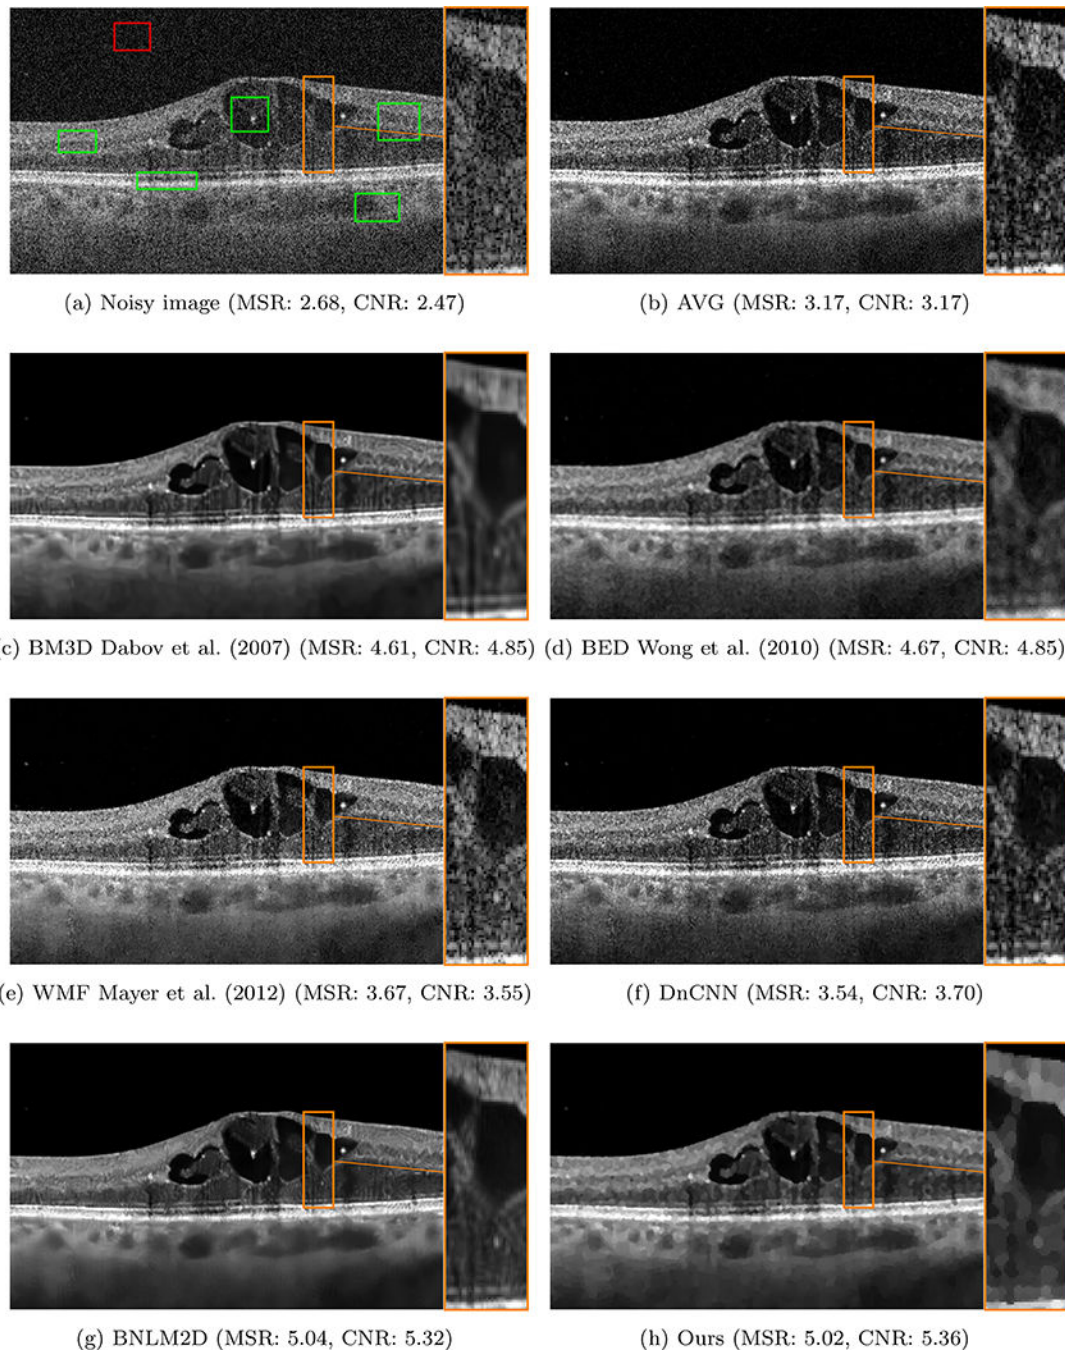 (a) Noisy image (MSR: 2.68, CNR: 2.47)
(b) AVG (MSR: 3.17, CNR: 3.17)
c) BM3D Dabov et al. (2007) (MSR: 4.61, CNR: 4.85)
(d) BED Wong et al. (2010) (MSR: 4.67, CNR: 4.85)
(e) WMF Mayer et al. (2012) (MSR: 3.67, CNR: 3.55)
(f) DnCNN (MSR: 3.54, CNR: 3.70)
(g) BNLM2D (MSR: 5.04, CNR: 5.32)
(h) Ours (MSR: 5.02, CNR: 5.36)